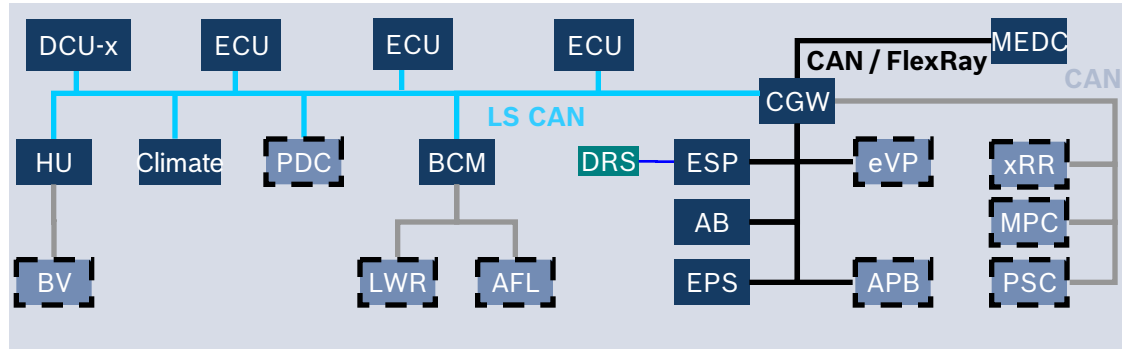 DCU-x
ECU
ECU
ECU
MEDC
CAN / FlexRay
CAN
CGW
LS CAN
HU
Climate
PDC
BCM
DRS
ESP
eVP
xRR
AB
MPC
BV
LWR
AFL
EPS
APB
PSC